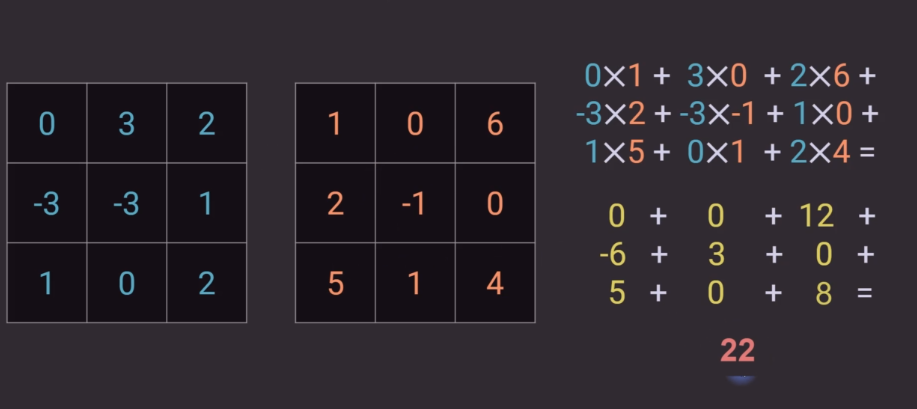 0 3 2
-3 -3 1
1 0 2
1 0 6
2 -1 0
5 1 4
0×1 + 3×0 + 2×6 +
-3×2 + -3×-1 + 1×0 +
1×5 + 0×1 + 2×4 =
0 + 0 + 12 +
-6 + 3 + 0 +
5 + 0 + 8 =
22